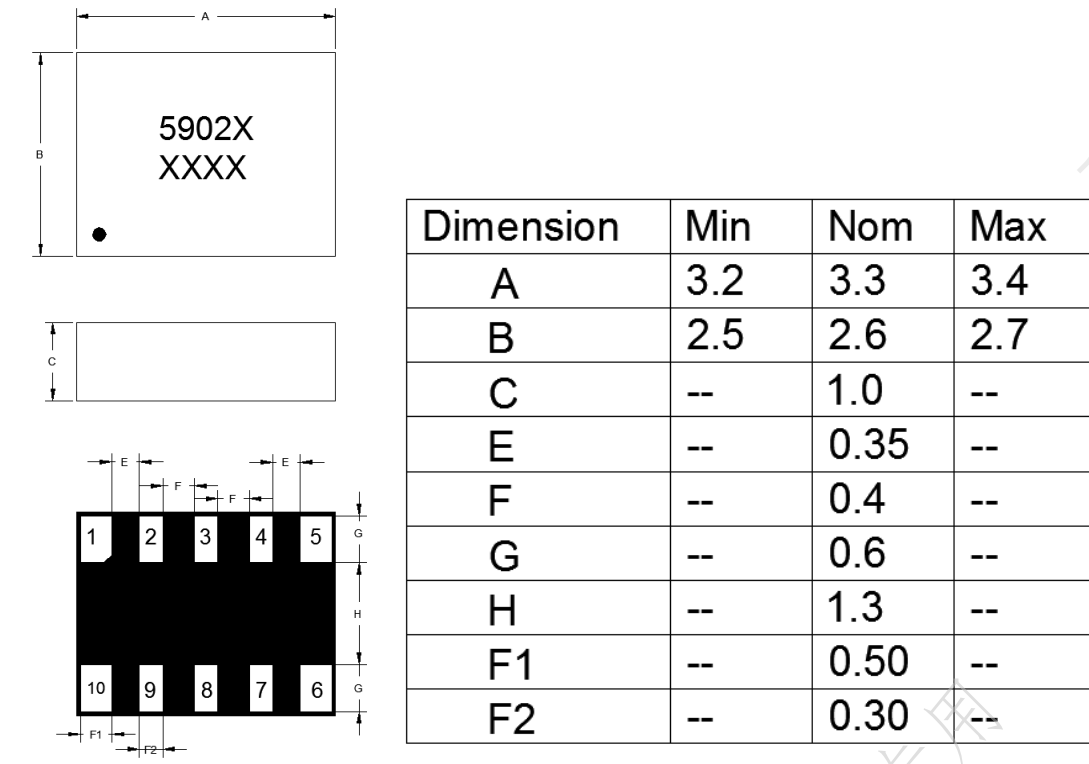 A
B
5902X
XXXX
C
E E
F
F
1 2 3 4 5
G
H
10 9 8 7 6
G
F1
F2
Dimension Min Nom Max
A 3.2 3.3 3.4
B 2.5 2.6 2.7
C -- 1.0 --
E -- 0.35 --
F -- 0.4 --
G -- 0.6 --
H -- 1.3 --
F1 -- 0.50 --
F2 -- 0.30 --
用